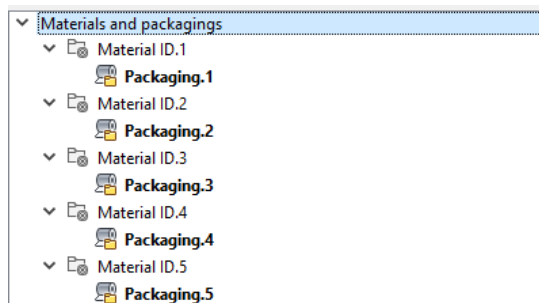 Materials and packagings
Material ID.1
Packaging.1
Material ID.2
Packaging.2
Material ID.3
Packaging.3
Material ID.4
Packaging.4
Material ID.5
Packaging.5